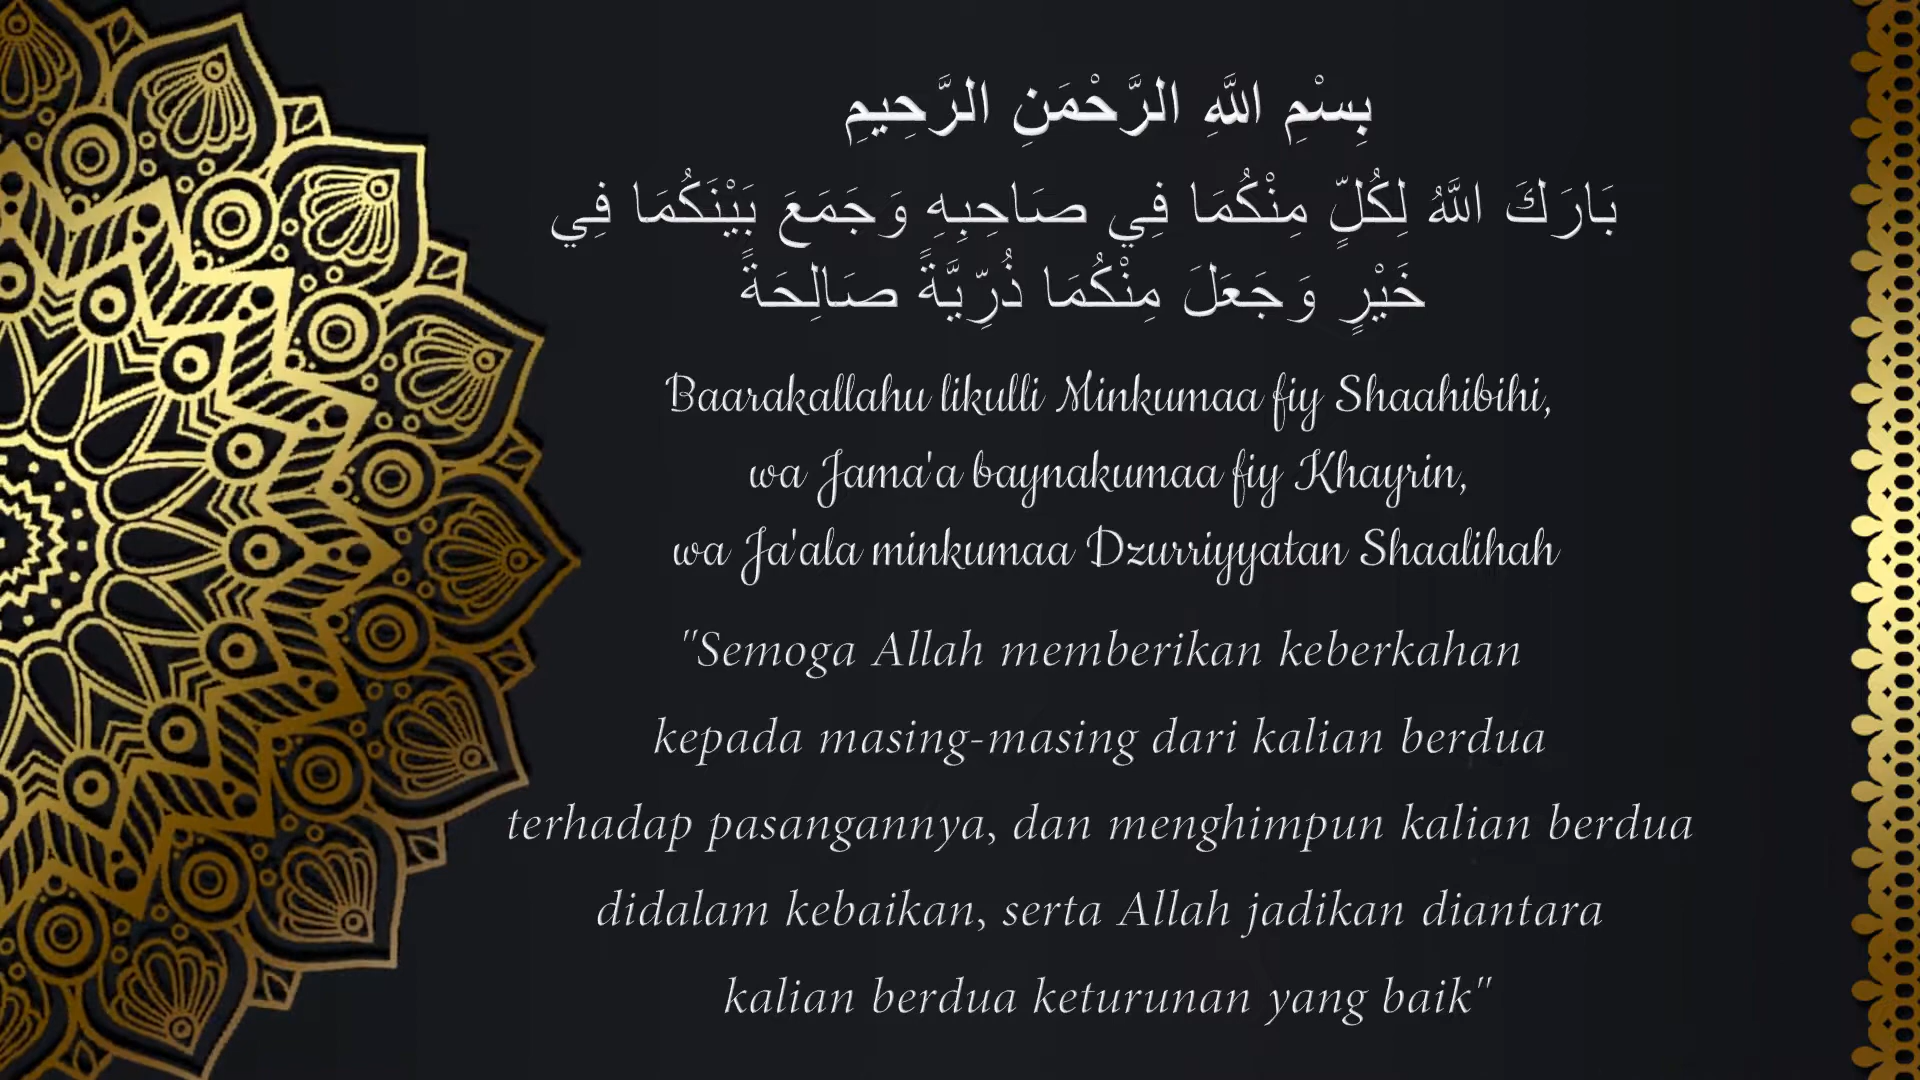 بِسْمِ اللَّهِ الرَّحْمَنِ الرَّحِيمِ
بَارَكَ اللَّهُ لِكُلٍّ مِنْكُمَا فِي صَاحِبِهِ وَجَمَعَ بَيْنَكُمَا فِي
خَيْرٍ وَجَعَلَ مِنْكُمَا ذُرِّيَّةً صَالِحَةً
Baarakallahu likulli Minkumaa fiy Shaahibihi,
wa Jama'a baynakumaa fiy Khayrin,
wa Ja'ala minkumaa Dzurriyyatan Shaalihah
"Semoga Allah memberikan keberkahan
kepada masing-masing dari kalian berdua
terhadap pasangannya, dan menghimpun kalian berdua
didalam kebaikan, serta Allah jadikan diantara
kalian berdua keturunan yang baik"